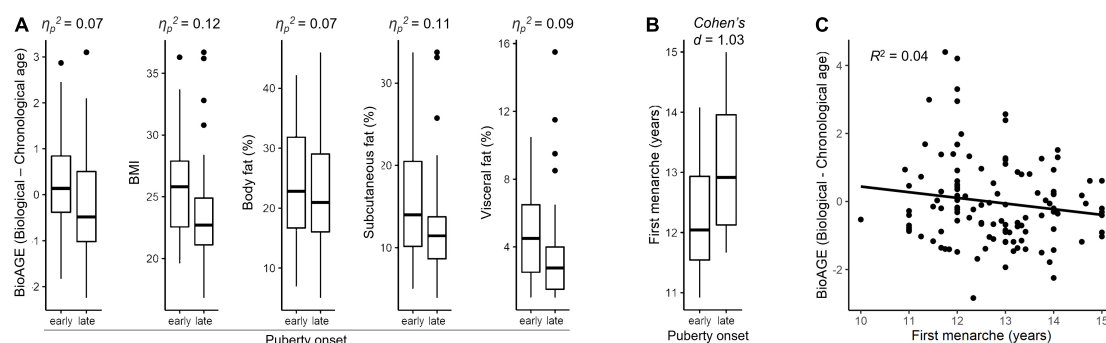 A
ηp² = 0.07
ηp² = 0.12
ηp² = 0.07
ηp² = 0.11
ηp² = 0.09
BioAGE (Biological – Chronological age)
3
2
1
0
-1
-2
early late
BMI
35
30
25
20
early late
Body fat (%)
40
30
20
10
early late
Subcutaneous fat (%)
30
20
10
early late
Visceral fat (%)
16
12
8
4
early late
Puberty onset
B
Cohen's
d = 1.03
First menarche (years)
15
14
13
12
11
early late
Puberty onset
C
R² = 0.04
BioAGE (Biological - Chronological age)
4
2
0
-2
10 11 12 13 14 15
First menarche (years)